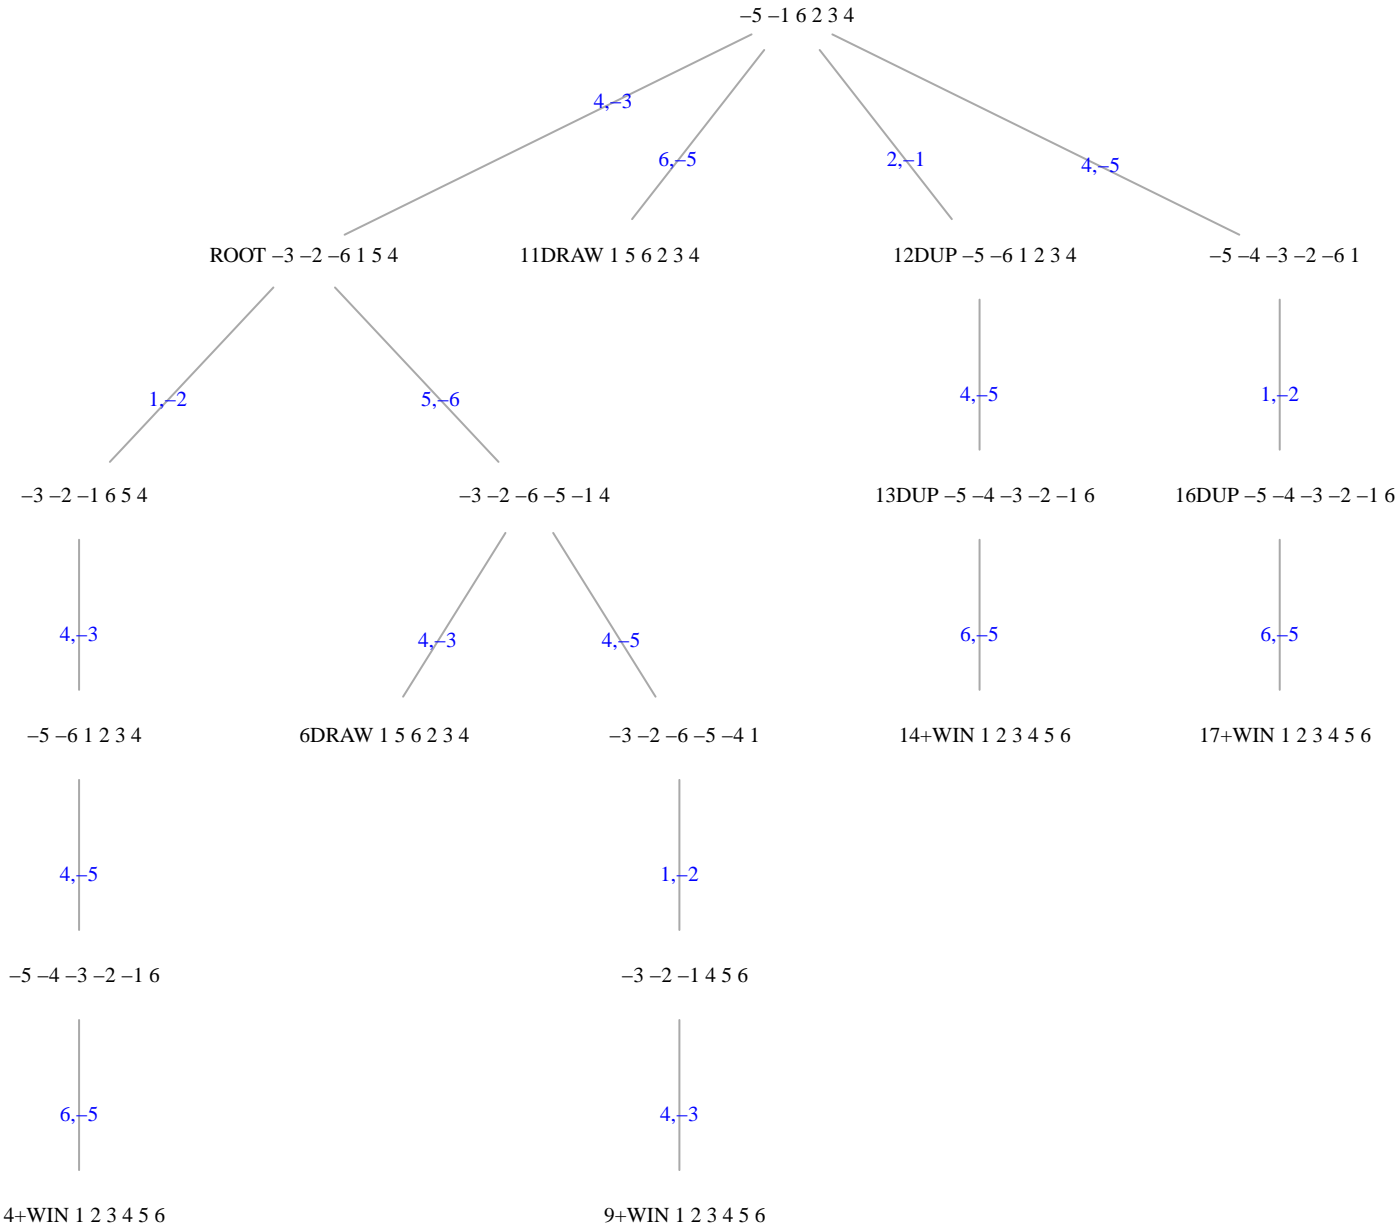 –5 –1 6 2 3 4
4,–3
6,–5
2,–1
4,–5
ROOT –3 –2 –6 1 5 4
11DRAW 1 5 6 2 3 4
12DUP –5 –6 1 2 3 4
–5 –4 –3 –2 –6 1
1,–2
5,–6
4,–5
1,–2
–3 –2 –1 6 5 4
–3 –2 –6 –5 –1 4
13DUP –5 –4 –3 –2 –1 6
16DUP –5 –4 –3 –2 –1 6
4,–3
4,–3
4,–5
6,–5
6,–5
–5 –6 1 2 3 4
6DRAW 1 5 6 2 3 4
–3 –2 –6 –5 –4 1
14+WIN 1 2 3 4 5 6
17+WIN 1 2 3 4 5 6
4,–5
1,–2
–5 –4 –3 –2 –1 6
–3 –2 –1 4 5 6
6,–5
4,–3
4+WIN 1 2 3 4 5 6
9+WIN 1 2 3 4 5 6